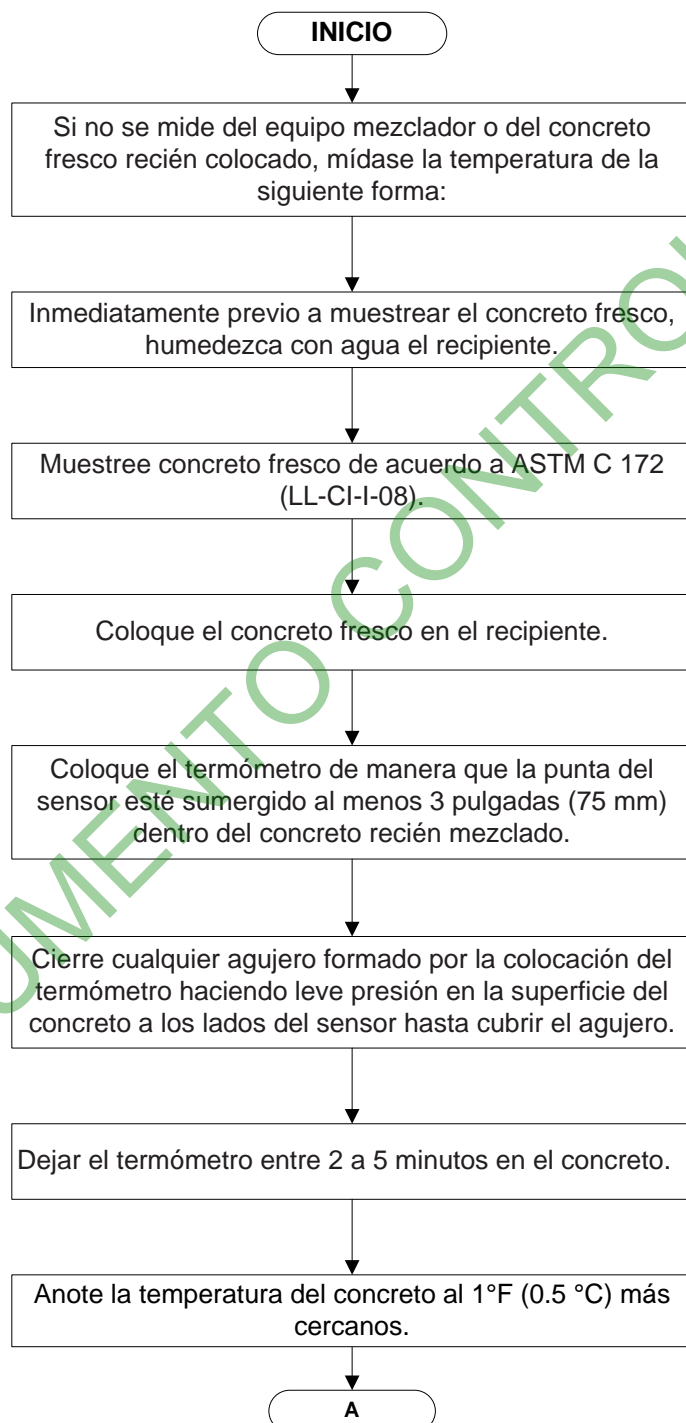 INICIO
Si no se mide del equipo mezclador o del concreto
fresco recién colocado, mídase la temperatura de la
siguiente forma:
Inmediatamente previo a muestrear el concreto fresco,
humedezca con agua el recipiente.
Muestree concreto fresco de acuerdo a ASTM C 172
(LL-CI-I-08).
Coloque el concreto fresco en el recipiente.
Coloque el termómetro de manera que la punta del
sensor esté sumergido al menos 3 pulgadas (75 mm)
dentro del concreto recién mezclado.
Cierre cualquier agujero formado por la colocación del
termómetro haciendo leve presión en la superficie del
concreto a los lados del sensor hasta cubrir el agujero.
Dejar el termómetro entre 2 a 5 minutos en el concreto.
Anote la temperatura del concreto al 1°F (0.5 °C) más
cercanos.
A
UMENTO CONTRO